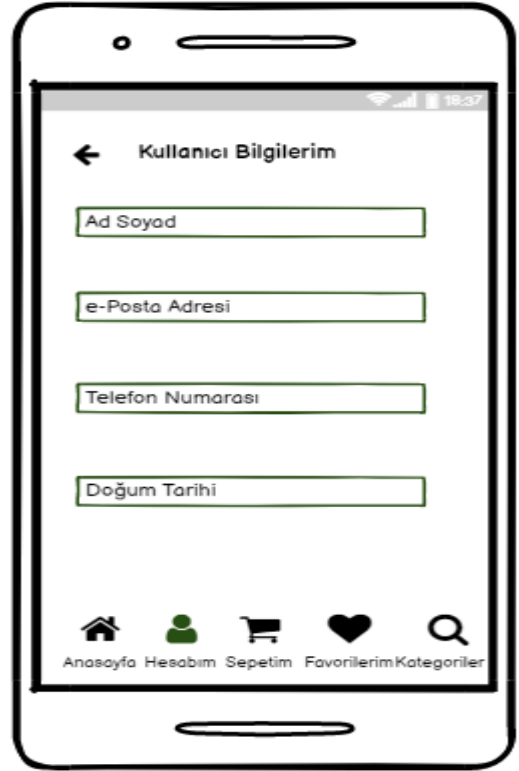 18:37
Kullanıcı Bilgilerim
Ad Soyad
e-Posta Adresi
Telefon Numarası
Doğum Tarihi
Anasayfa Hesabım Sepetim Favorilerim Kategoriler